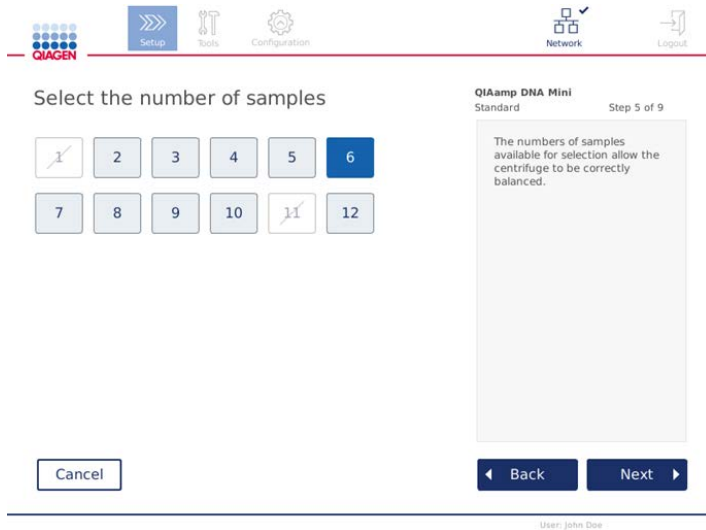 QIAGEN
Setup
Tools
Configuration
Network
Logout
Select the number of samples
QIAamp DNA Mini
Standard Step 5 of 9
1 2 3 4 5 6
7 8 9 10 11 12
The numbers of samples
available for selection allow the
centrifuge to be correctly
balanced.
Cancel
Back
Next
User: John Doe